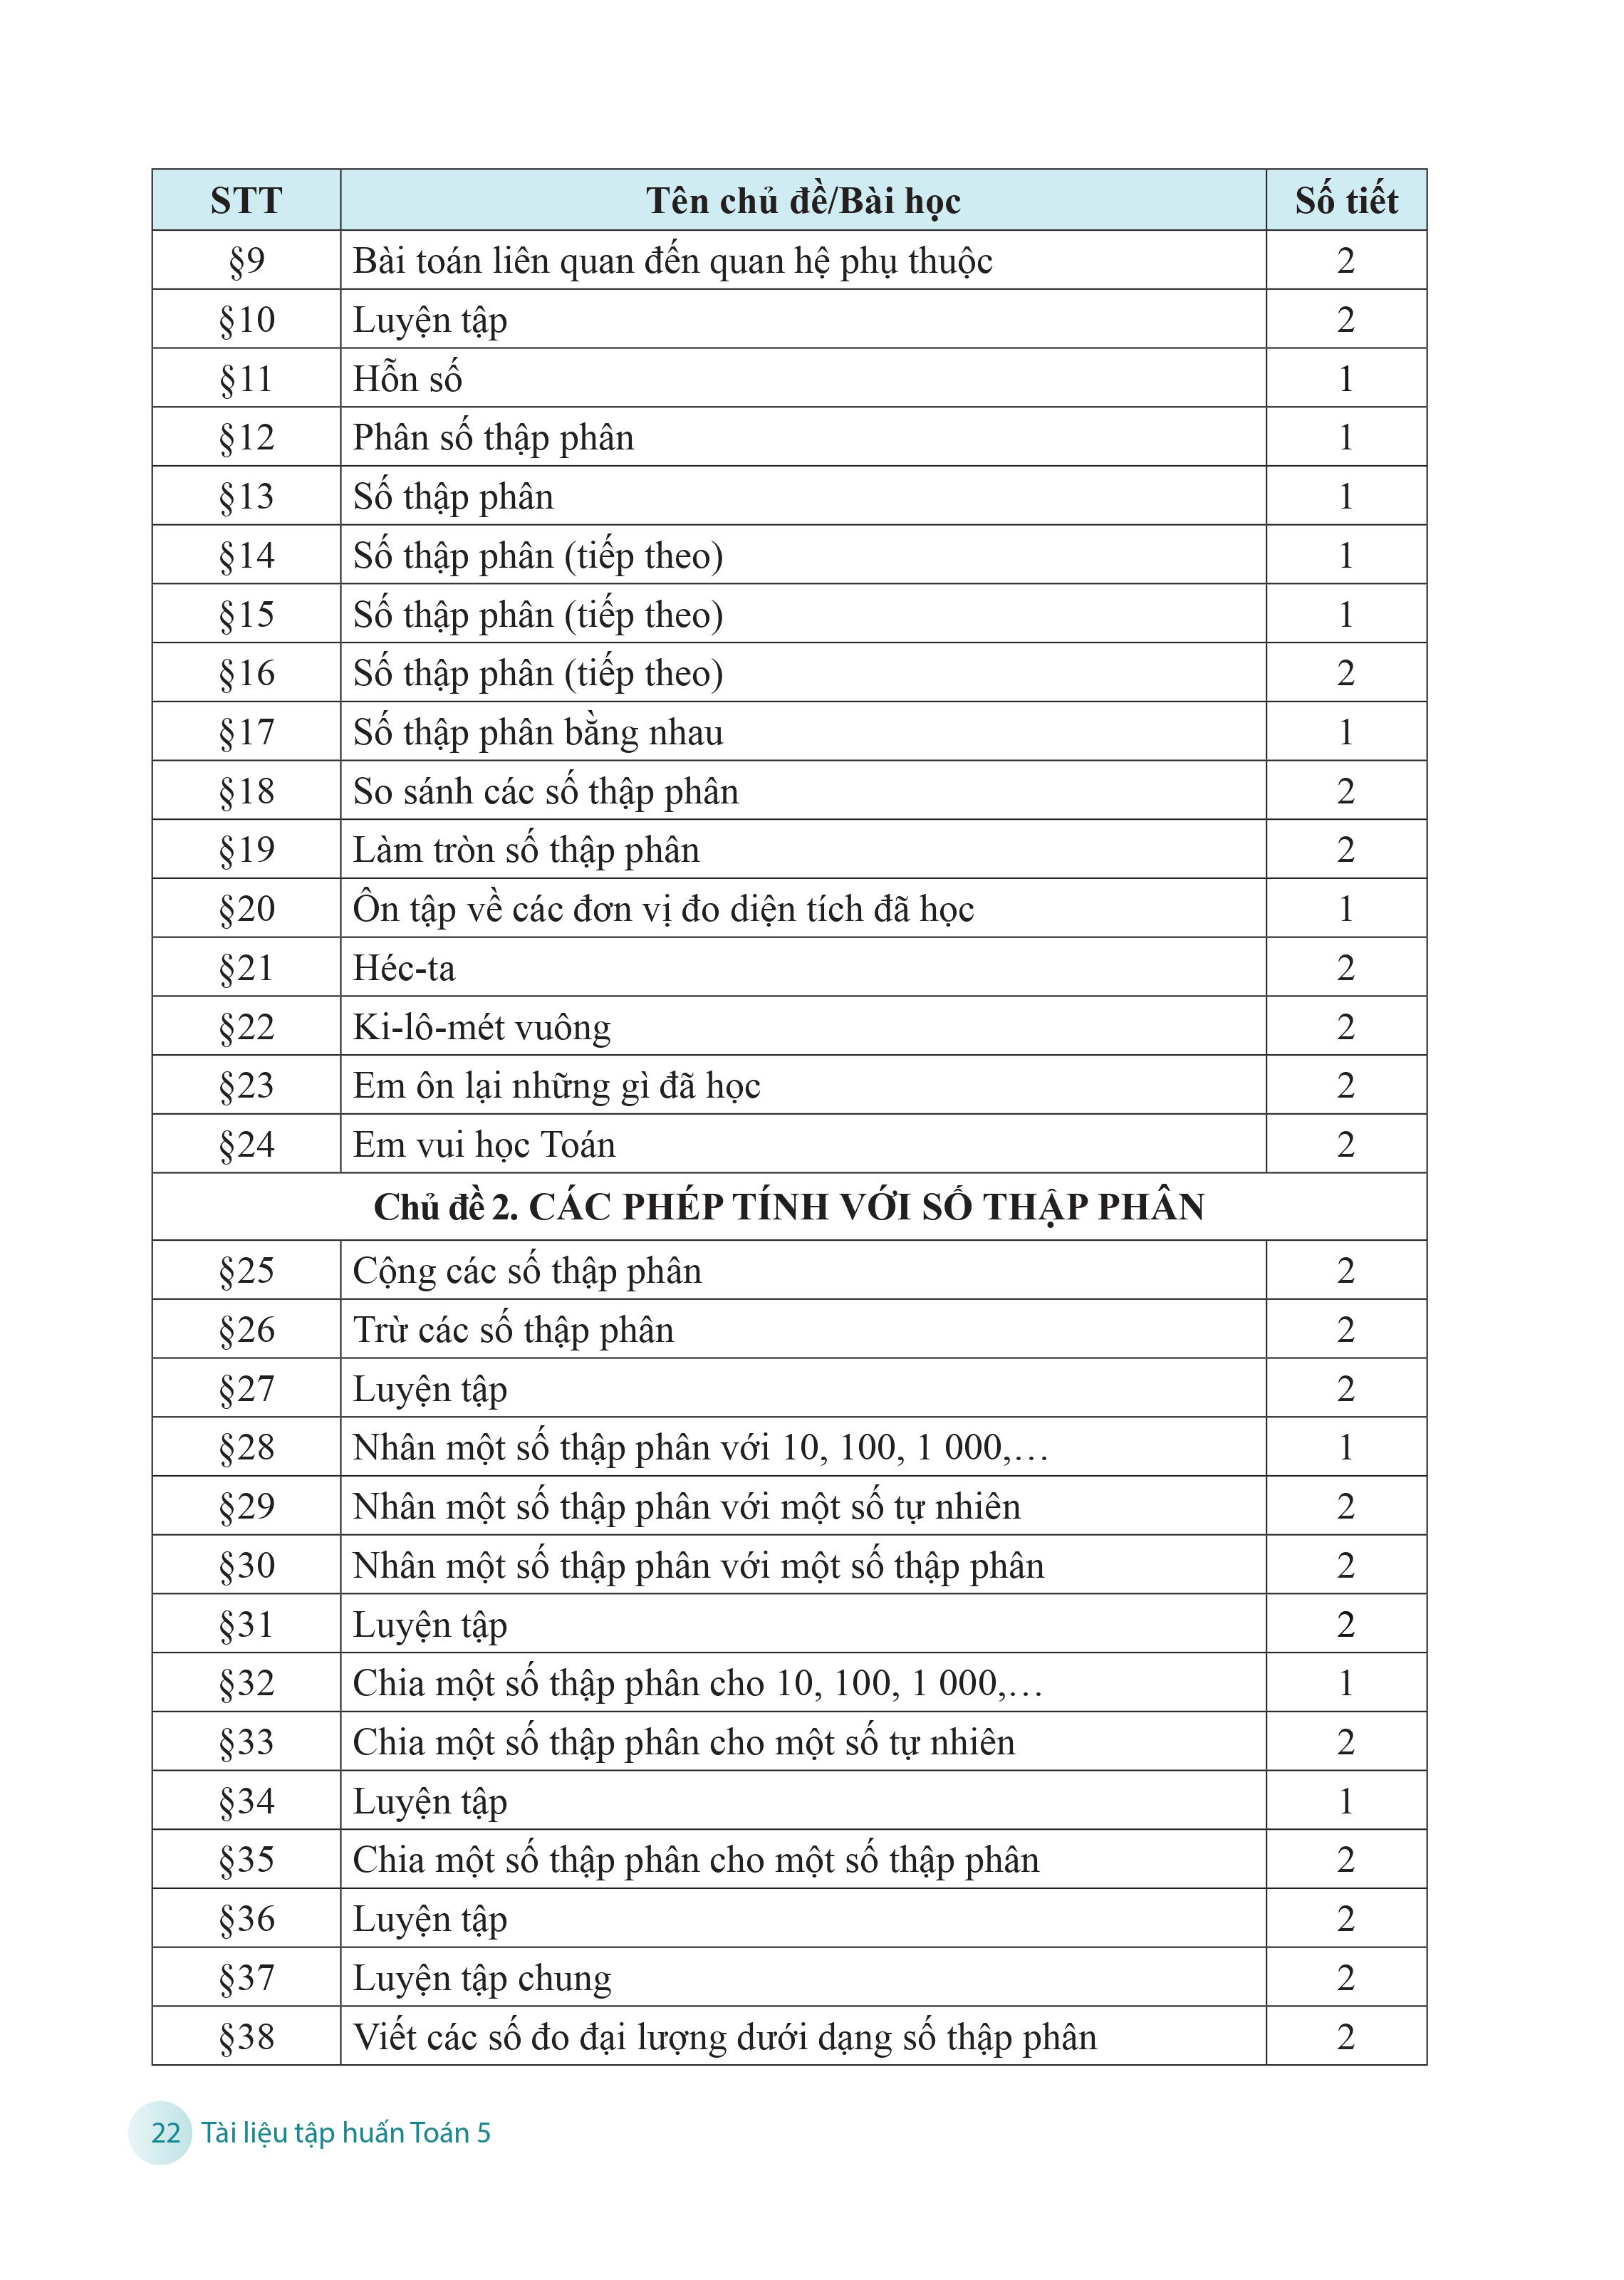 STT Tên chủ đề/Bài học Số tiết
§9 Bài toán liên quan đến quan hệ phụ thuộc 2
§10 Luyện tập 2
§11 Hỗn số 1
§12 Phân số thập phân 1
§13 Số thập phân 1
§14 Số thập phân (tiếp theo) 1
§15 Số thập phân (tiếp theo) 1
§16 Số thập phân (tiếp theo) 2
§17 Số thập phân bằng nhau 1
§18 So sánh các số thập phân 2
§19 Làm tròn số thập phân 2
§20 Ôn tập về các đơn vị đo diện tích đã học 1
§21 Héc-ta 2
§22 Ki-lô-mét vuông 2
§23 Em ôn lại những gì đã học 2
§24 Em vui học Toán 2
Chủ đề 2. CÁC PHÉP TÍNH VỚI SỐ THẬP PHÂN
§25 Cộng các số thập phân 2
§26 Trừ các số thập phân 2
§27 Luyện tập 2
§28 Nhân một số thập phân với 10, 100, 1 000,… 1
§29 Nhân một số thập phân với một số tự nhiên 2
§30 Nhân một số thập phân với một số thập phân 2
§31 Luyện tập 2
§32 Chia một số thập phân cho 10, 100, 1 000,… 1
§33 Chia một số thập phân cho một số tự nhiên 2
§34 Luyện tập 1
§35 Chia một số thập phân cho một số thập phân 2
§36 Luyện tập 2
§37 Luyện tập chung 2
§38 Viết các số đo đại lượng dưới dạng số thập phân 2
22 Tài liệu tập huấn Toán 5